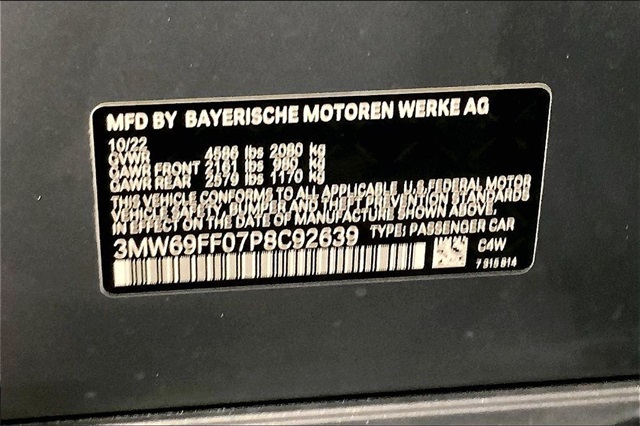 MFD BY BAYERISCHE MOTOREN WERKE AG
10/22
GVWR 4586 lbs 2080 kg
GAWR FRONT 2161 lbs 980 kg
GAWR REAR 2579 lbs 1170 kg
THIS VEHICLE CONFORMS TO ALL APPLICABLE U.S. FEDERAL MOTOR
VEHICLE SAFETY, BUMPER AND THEFT PREVENTION STANDARDS
IN EFFECT ON THE DATE OF MANUFACTURE SHOWN ABOVE.
3MW69FF07P8C92639 TYPE: PASSENGER CAR
C4W
7 915 814